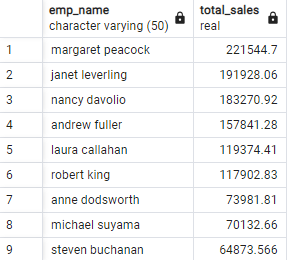 emp_name total_sales
character varying (50) real
1 margaret peacock 221544.7
2 janet leverling 191928.06
3 nancy davolio 183270.92
4 andrew fuller 157841.28
5 laura callahan 119374.41
6 robert king 117902.83
7 anne dodsworth 73981.81
8 michael suyama 70132.66
9 steven buchanan 64873.566